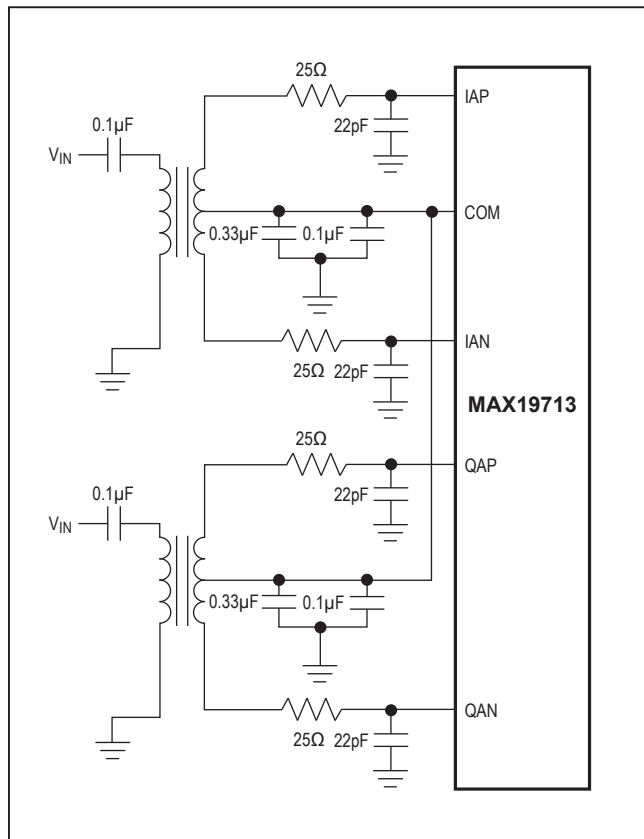 25Ω
IAP
0.1µF
22pF
V_IN
COM
0.33µF 0.1µF
IAN
25Ω 22pF
MAX19713
25Ω
QAP
0.1µF
22pF
V_IN
0.33µF 0.1µF
QAN
25Ω 22pF